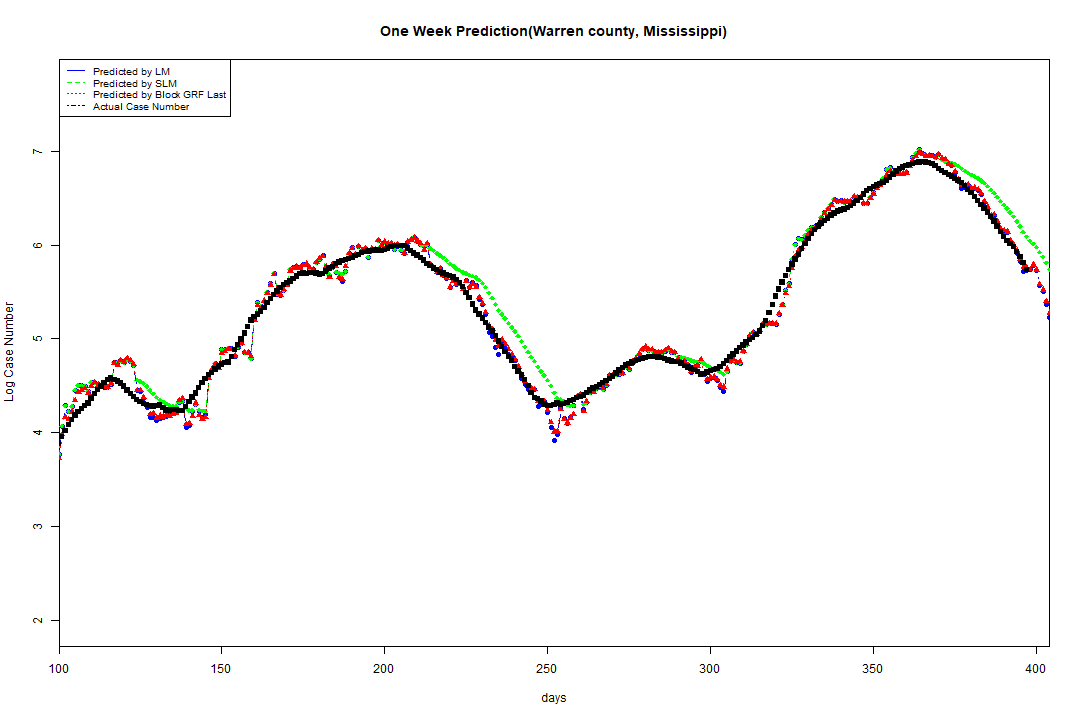 One Week Prediction(Warren county, Mississippi)
Predicted by LM
Predicted by SLM
Predicted by Block GRF Last
Actual Case Number
Log Case Number
7
6
5
4
3
2
100 150 200 250 300 350 400
days